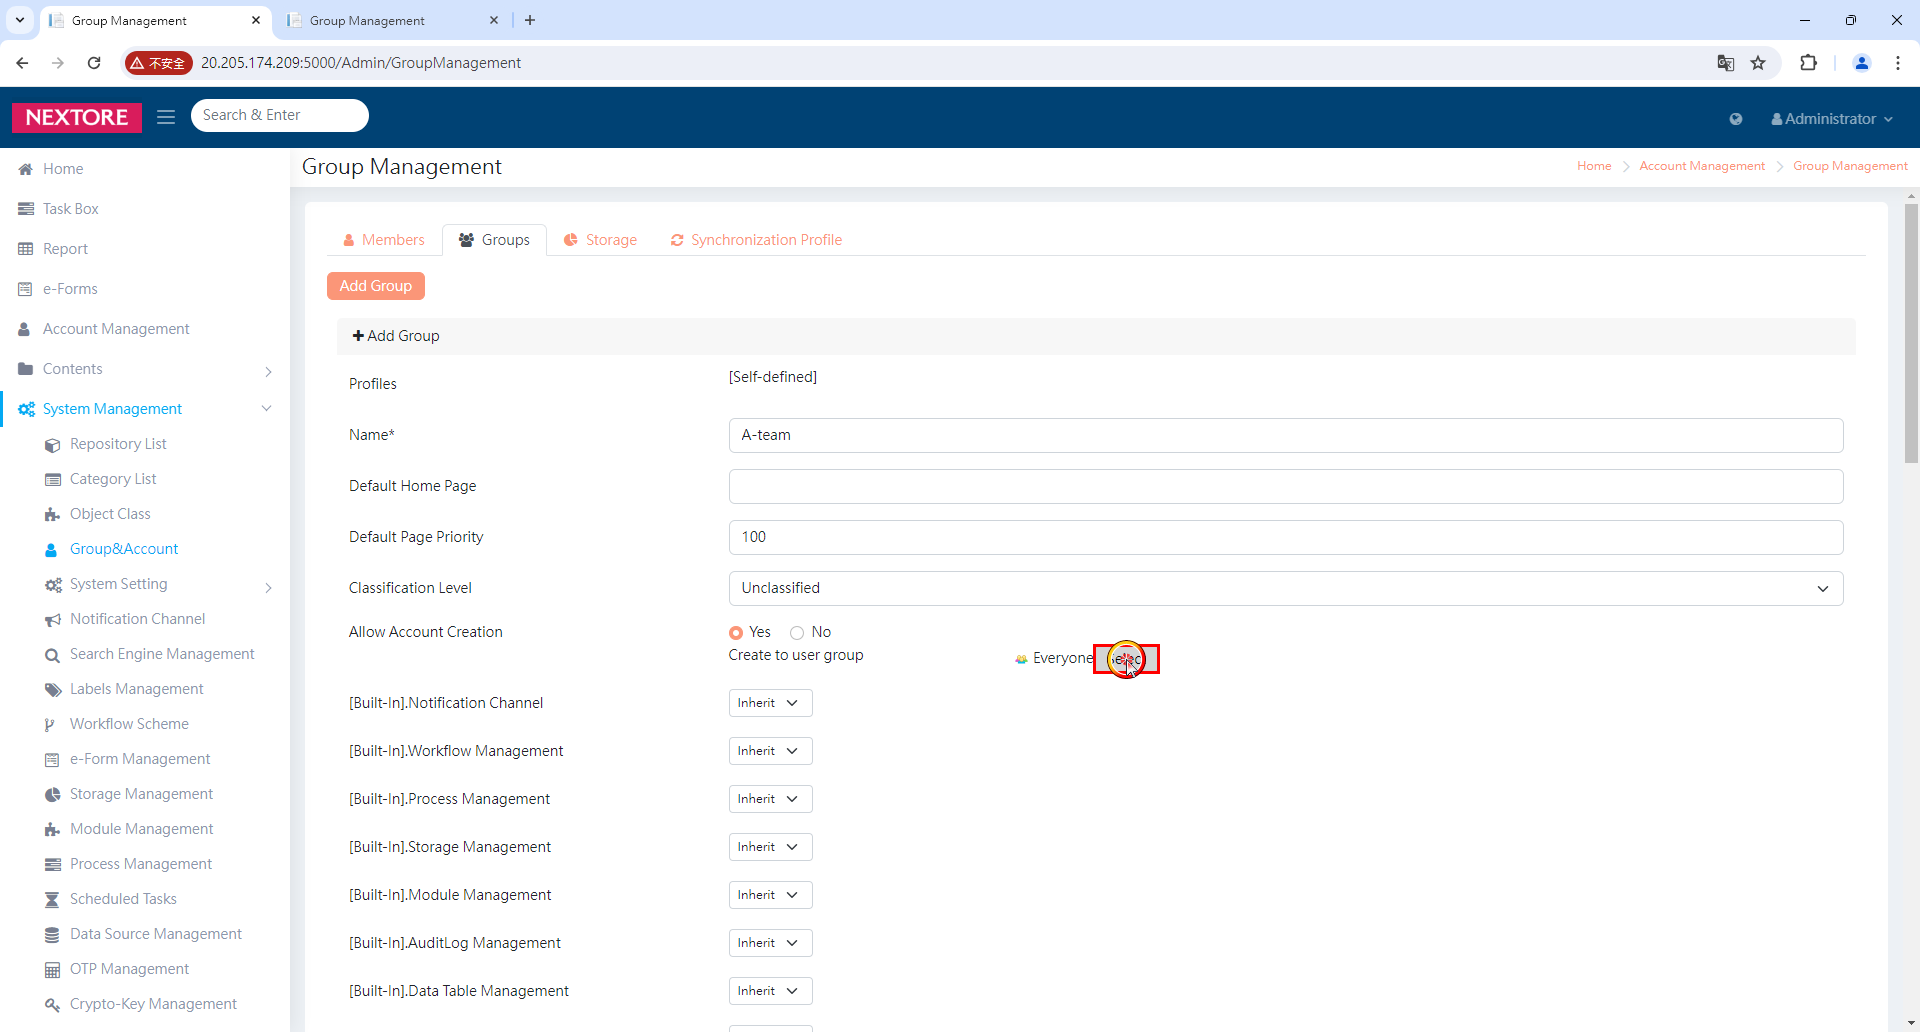 Group Management
Group Management
不安全
20.205.174.209:5000/Admin/GroupManagement
NEXTORE
Search & Enter
Administrator
Home
Task Box
Report
e-Forms
Account Management
Contents
System Management
Repository List
Category List
Object Class
Group&Account
System Setting
Notification Channel
Search Engine Management
Labels Management
Workflow Scheme
e-Form Management
Storage Management
Module Management
Process Management
Scheduled Tasks
Data Source Management
OTP Management
Crypto-Key Management
Group Management
Home
Account Management
Group Management
Members
Groups
Storage
Synchronization Profile
Add Group
Add Group
Profiles
[Self-defined]
Name*
A-team
Default Home Page
Default Page Priority
100
Classification Level
Unclassified
Allow Account Creation
Yes
No
Create to user group
Everyone
[Built-In].Notification Channel
Inherit
[Built-In].Workflow Management
Inherit
[Built-In].Process Management
Inherit
[Built-In].Storage Management
Inherit
[Built-In].Module Management
Inherit
[Built-In].AuditLog Management
Inherit
[Built-In].Data Table Management
Inherit